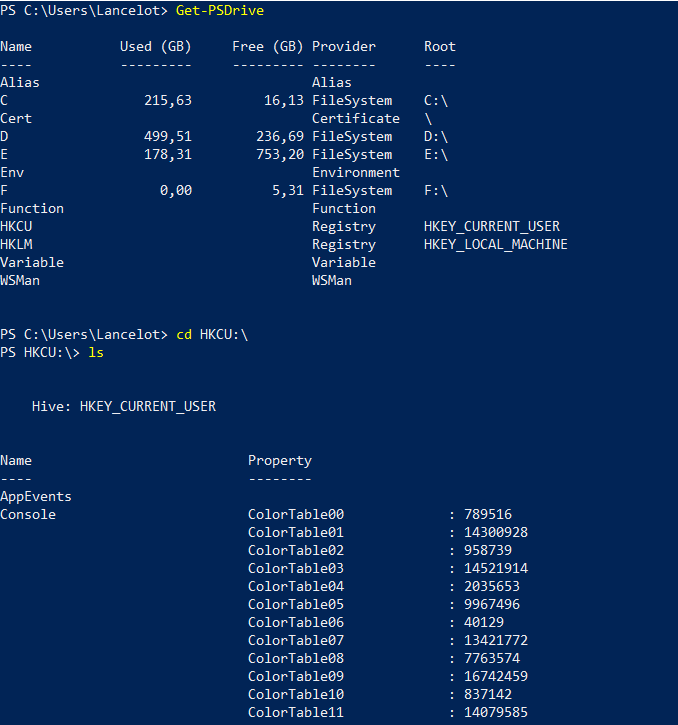 PS C:\Users\Lancelot> Get-PSDrive
Name Used (GB) Free (GB) Provider Root
---- --------- --------- -------- ----
Alias Alias
C 215,63 16,13 FileSystem C:\
Cert Certificate \
D 499,51 236,69 FileSystem D:\
E 178,31 753,20 FileSystem E:\
Env Environment
F 0,00 5,31 FileSystem F:\
Function Function
HKCU Registry HKEY_CURRENT_USER
HKLM Registry HKEY_LOCAL_MACHINE
Variable Variable
WSMan WSMan
PS C:\Users\Lancelot> cd HKCU:\
PS HKCU:\> ls
Hive: HKEY_CURRENT_USER
Name Property
---- --------
AppEvents
Console ColorTable00 : 789516
ColorTable01 : 14300928
ColorTable02 : 958739
ColorTable03 : 14521914
ColorTable04 : 2035653
ColorTable05 : 9967496
ColorTable06 : 40129
ColorTable07 : 13421772
ColorTable08 : 7763574
ColorTable09 : 16742459
ColorTable10 : 837142
ColorTable11 : 14079585